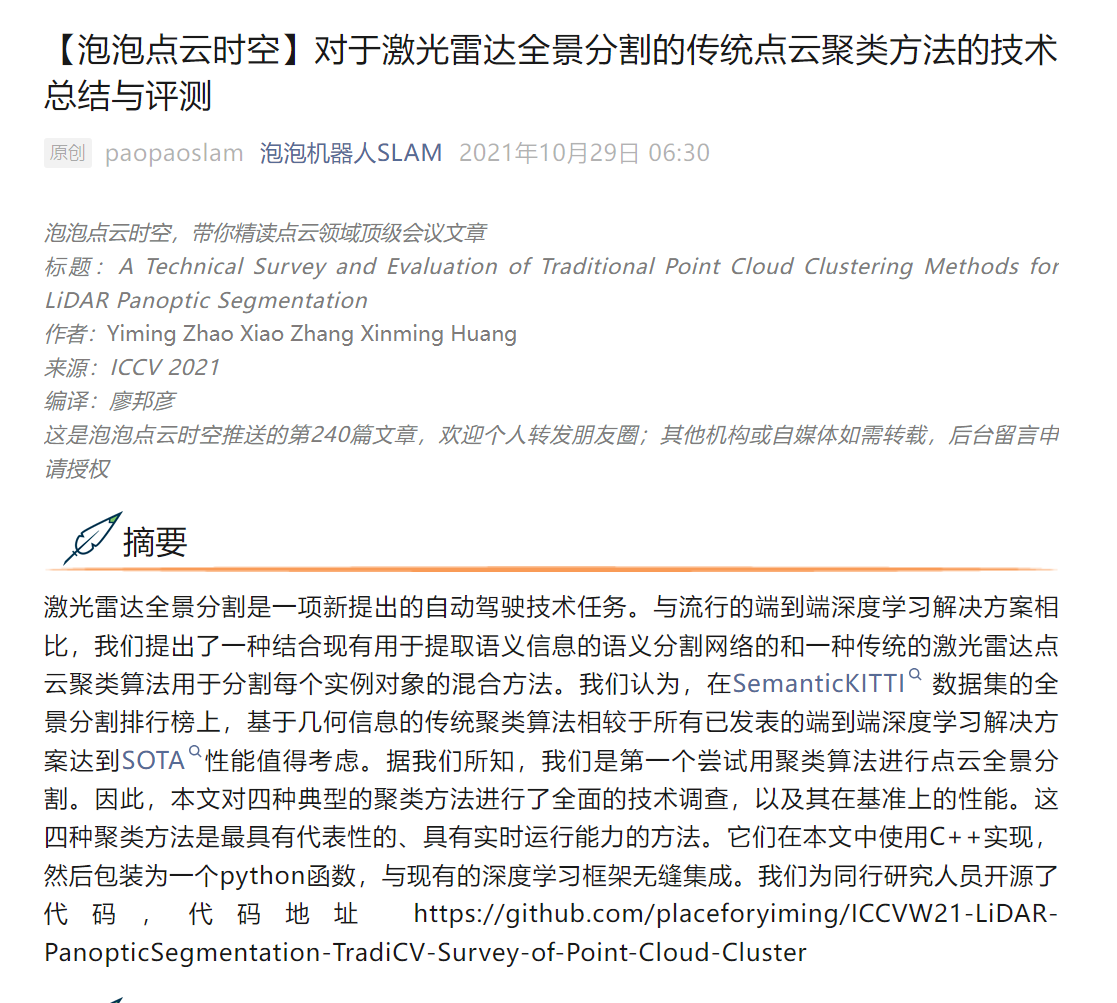 【泡泡点云时空】对于激光雷达全景分割的传统点云聚类方法的技术
总结与评测
原创 paopaoslam 泡泡机器人SLAM 2021年10月29日 06:30
泡泡点云时空，带你精读点云领域顶级会议文章
标题：A Technical Survey and Evaluation of Traditional Point Cloud Clustering Methods for
LiDAR Panoptic Segmentation
作者：Yiming Zhao Xiao Zhang Xinming Huang
来源：ICCV 2021
编译：廖邦彦
这是泡泡点云时空推送的第240篇文章，欢迎个人转发朋友圈；其他机构或自媒体如需转载，后台留言申
请授权
摘要
激光雷达全景分割是一项新提出的自动驾驶技术任务。与流行的端到端深度学习解决方案相
比，我们提出了一种结合现有用于提取语义信息的语义分割网络的和一种传统的激光雷达点
云聚类算法用于分割每个实例对象的混合方法。我们认为，在SemanticKITTI 数据集的全
景分割排行榜上，基于几何信息的传统聚类算法相较于所有已发表的端到端深度学习解决方
案达到SOTA 性能值得考虑。据我们所知，我们是第一个尝试用聚类算法进行点云全景分
割。因此，本文对四种典型的聚类方法进行了全面的技术调查，以及其在基准上的性能。这
四种聚类方法是最具有代表性的、具有实时运行能力的方法。它们在本文中使用C++实现，
然后包装为一个python函数，与现有的深度学习框架无缝集成。我们为同行研究人员开源了
代码，代码地址 https://github.com/placeforyiming/ICCVW21-LiDAR-
PanopticSegmentation-TradiCV-Survey-of-Point-Cloud-Cluster